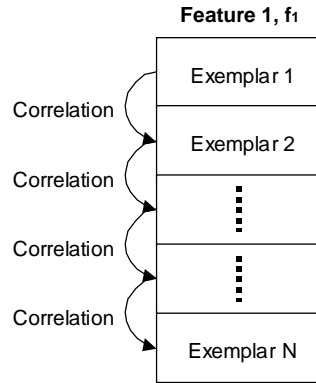 Feature 1, f1
Exemplar 1
Correlation
Exemplar 2
Correlation
Correlation
Correlation
Exemplar N